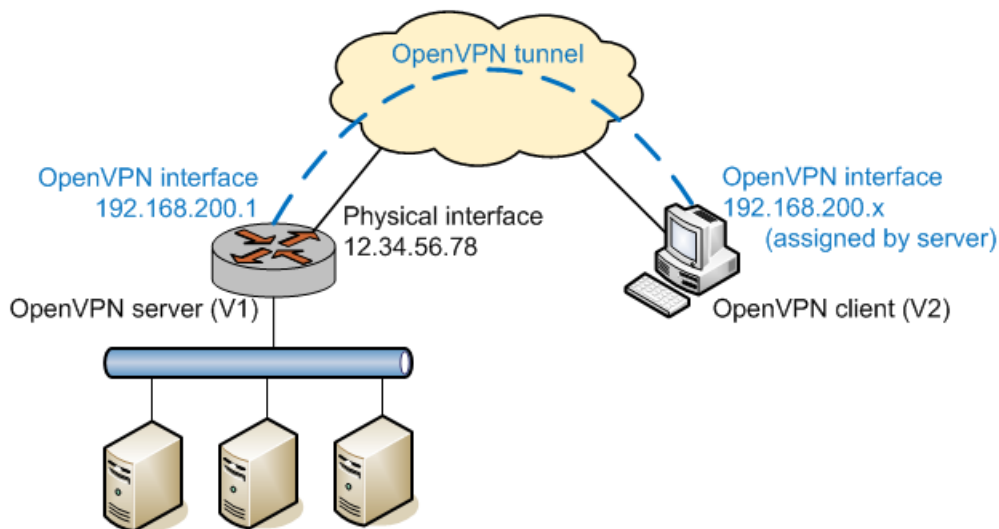 OpenVPN tunnel
OpenVPN interface
192.168.200.1
Physical interface
12.34.56.78
OpenVPN server (V1)
OpenVPN interface
192.168.200.x
(assigned by server)
OpenVPN client (V2)